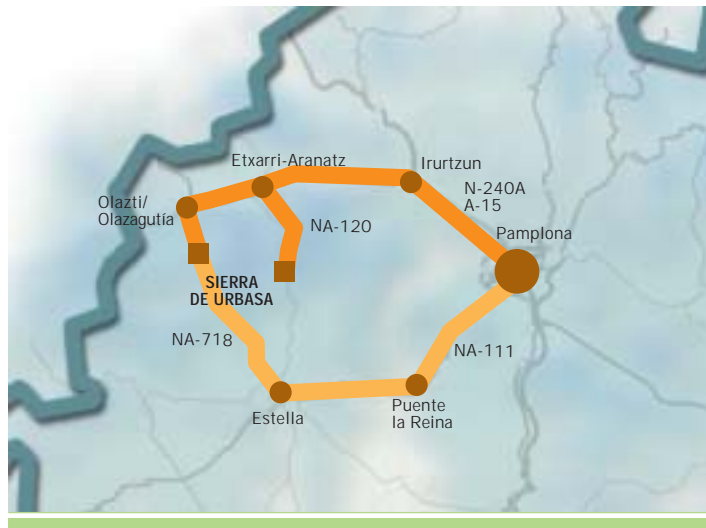 Etxarri-Aranatz
Irurtzun
N-240A
A-15
Olazti/
Olazagutía
NA-120
Pamplona
SIERRA
DE URBASA
NA-718
NA-111
Estella
Puente
la Reina